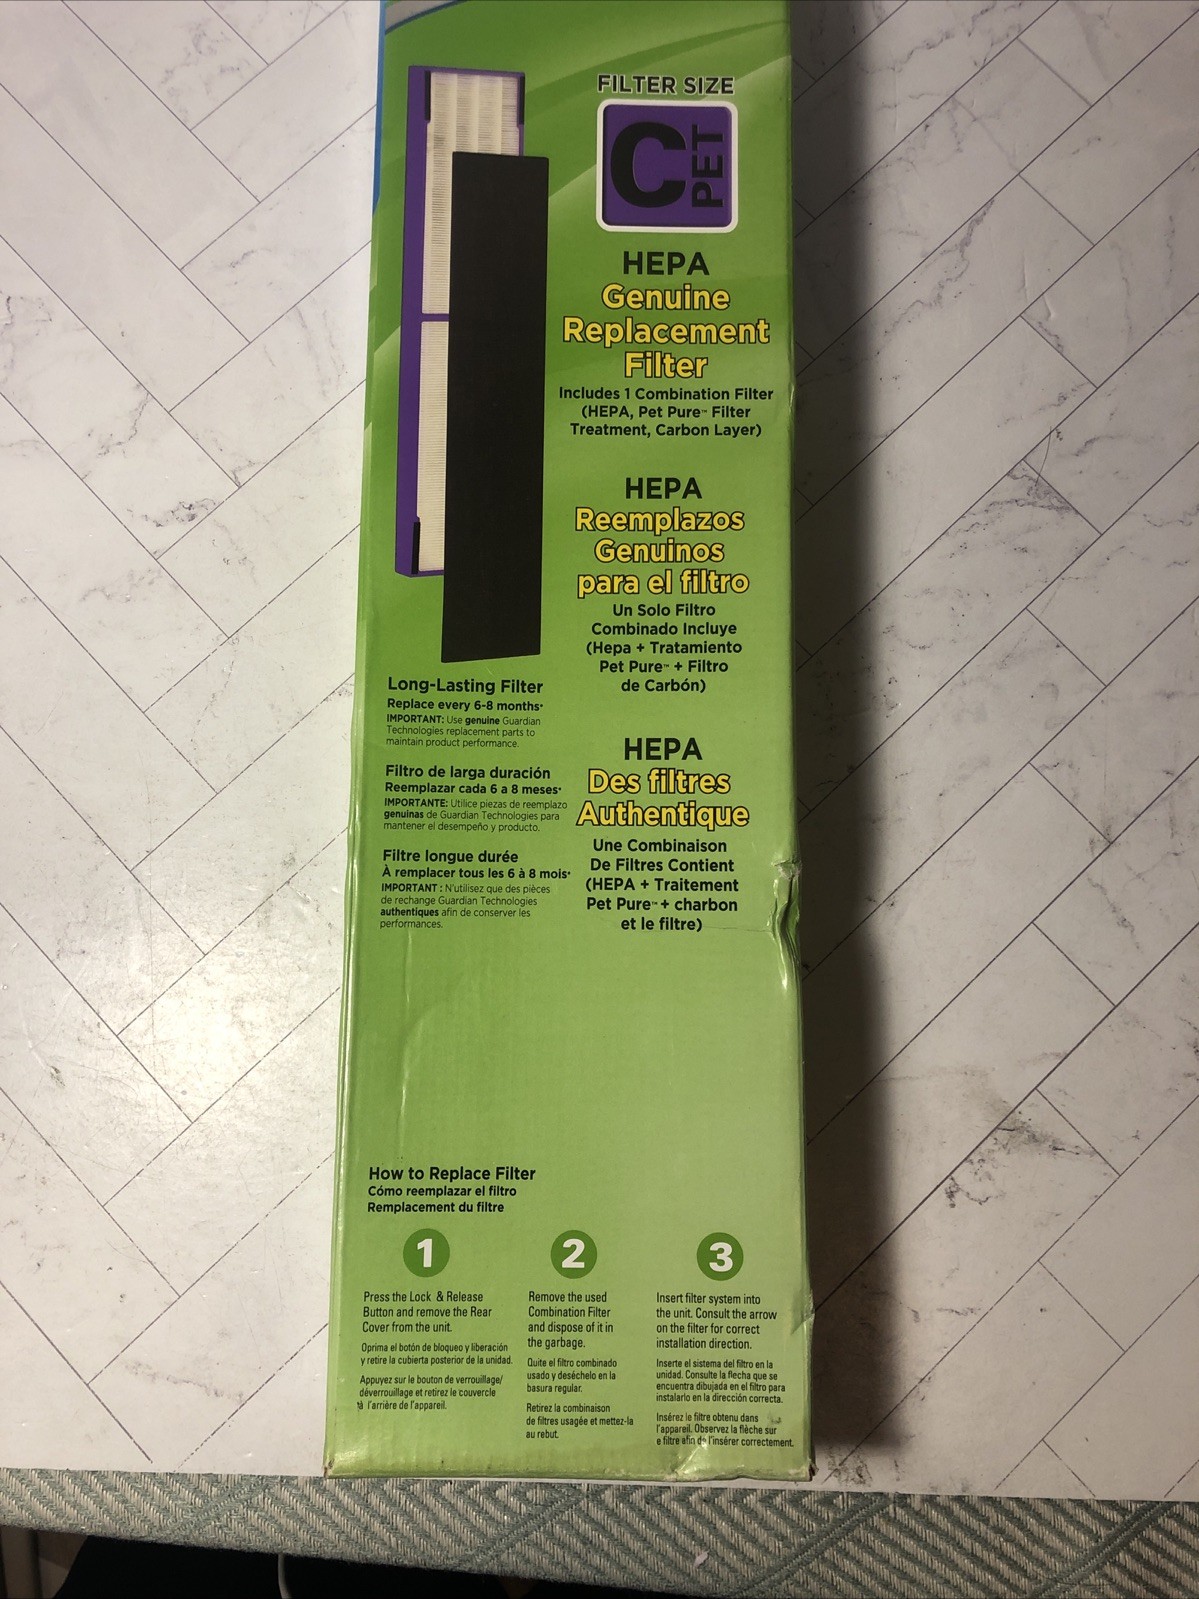 FILTER SIZE
C PET
HEPA
Genuine
Replacement
Filter
Includes 1 Combination Filter
(HEPA, Pet Pure™ Filter
Treatment, Carbon Layer)
HEPA
Reemplazos
Genuinos
para el filtro
Un Solo Filtro
Combinado Incluye
(Hepa + Tratamiento
Pet Pure™ + Filtro
de Carbón)
HEPA
Des filtres
Authentique
Une Combinaison
De Filtres Contient
(HEPA + Traitement
Pet Pure™ + charbon
et le filtre)
Long-Lasting Filter
Replace every 6-8 months*
IMPORTANT: Use genuine Guardian
Technologies replacement parts to
maintain product performance.
Filtro de larga duración
Reemplazar cada 6 a 8 meses*
IMPORTANTE: Utilice piezas de reemplazo
genuinas de Guardian Technologies para
mantener el desempeño y producto.
Filtre longue durée
À remplacer tous les 6 à 8 mois*
IMPORTANT : N'utilisez que des pièces
de rechange Guardian Technologies
authentiques afin de conserver les
performances.
How to Replace Filter
Cómo reemplazar el filtro
Remplacement du filtre
1
Press the Lock & Release
Button and remove the Rear
Cover from the unit.
Oprima el botón de bloqueo y liberación
y retire la cubierta posterior de la unidad.
Appuyez sur le bouton de verrouillage/
déverrouillage et retirez le couvercle
à l'arrière de l'appareil.
2
Remove the used
Combination Filter
and dispose of it in
the garbage.
Quite el filtro combinado
usado y deséchelo en la
basura regular.
Retirez la combinaison
de filtres usagée et mettez-la
au rebut.
3
Insert filter system into
the unit. Consult the arrow
on the filter for correct
installation direction.
Inserte el sistema del filtro en la
unidad. Consulte la flecha que se
encuentra dibujada en el filtro para
instalarlo en la dirección correcta.
Insérez le filtre obtenu dans
l'appareil. Observez la flèche sur
e filtre afin de l'insérer correctement.